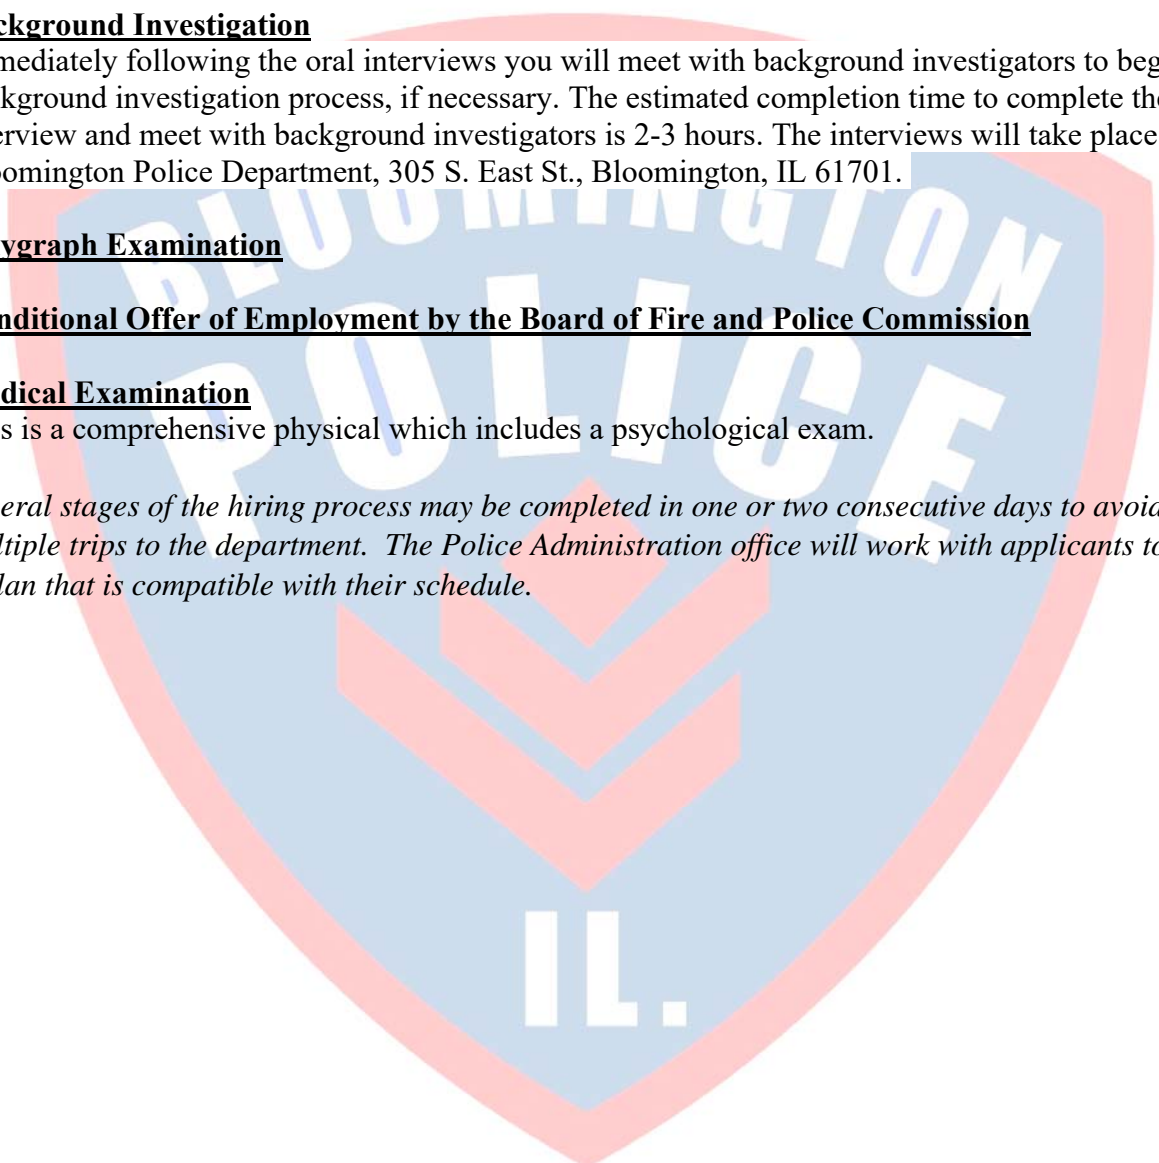 ckground Investigation
mediately following the oral interviews you will meet with background investigators to beg
kground investigation process, if necessary. The estimated completion time to complete the
erview and meet with background investigators is 2-3 hours. The interviews will take place
oomington Police Department, 305 S. East St., Bloomington, IL 61701.
BLOOMINGTON
ygraph Examination
nditional Offer of Employment by the Board of Fire and Police Commission
POLICE
dical Examination
s is a comprehensive physical which includes a psychological exam.
eral stages of the hiring process may be completed in one or two consecutive days to avoid
ltiple trips to the department. The Police Administration office will work with applicants to
lan that is compatible with their schedule.
IL.